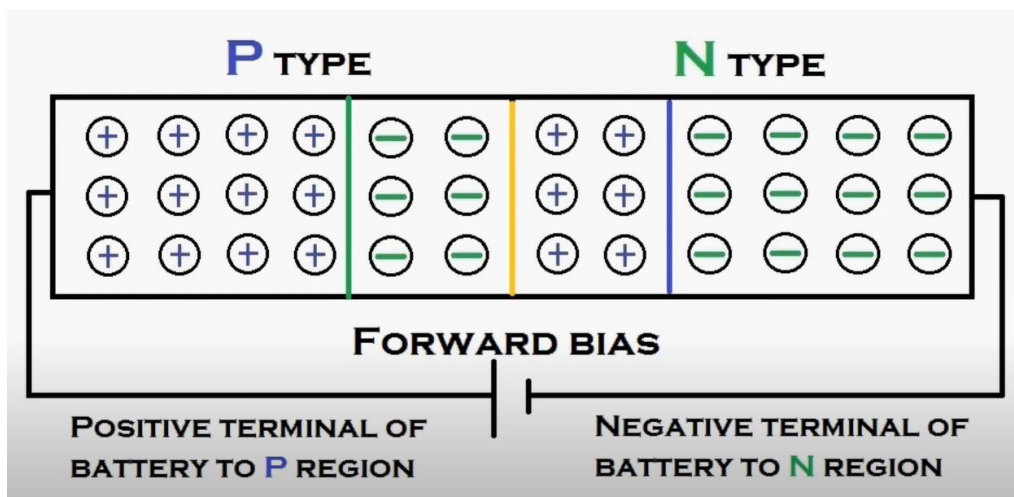 P TYPE
N TYPE
FORWARD BIAS
POSITIVE TERMINAL OF
BATTERY TO P REGION
NEGATIVE TERMINAL OF
BATTERY TO N REGION